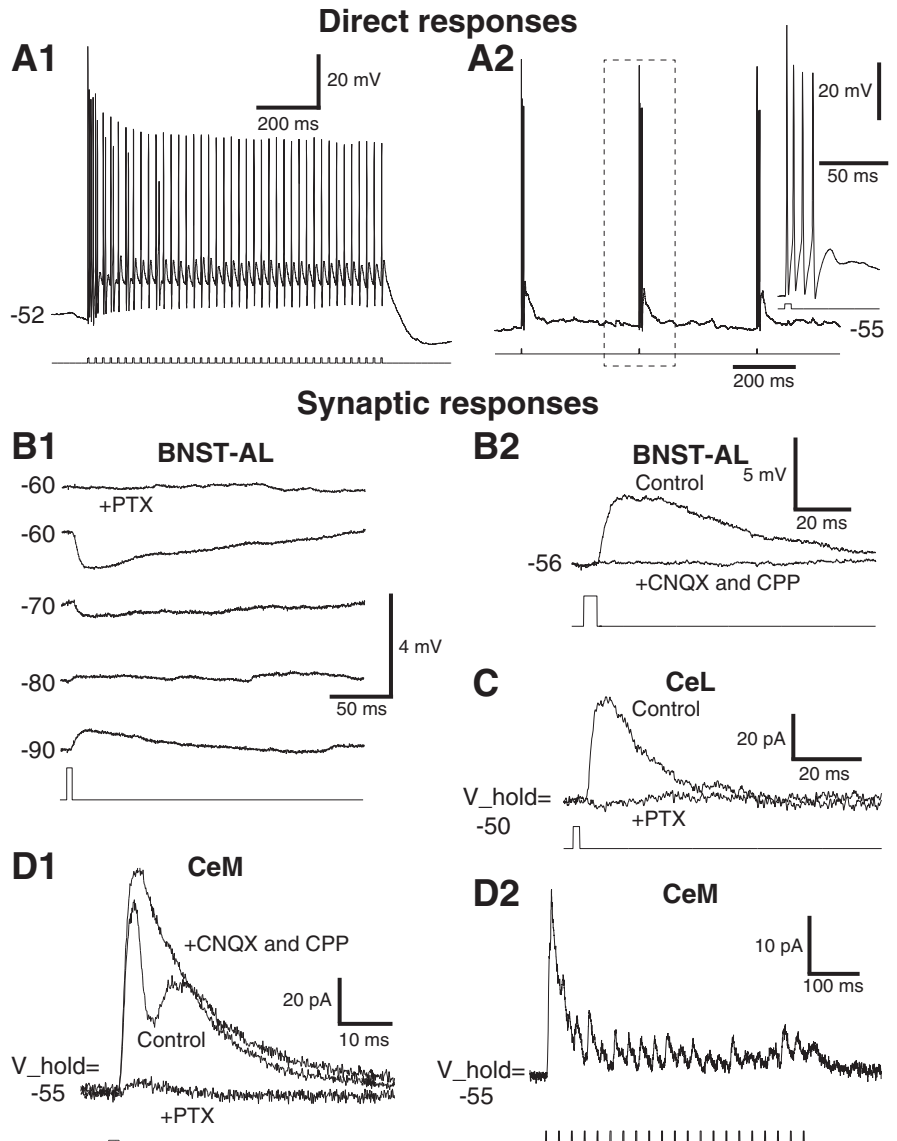 Direct responses
A1
20 mV
200 ms
-52
A2
20 mV
50 ms
-55
200 ms
Synaptic responses
B1
BNST-AL
-60
+PTX
-60
-70
-80
-90
4 mV
50 ms
B2
BNST-AL
Control
5 mV
20 ms
-56
+CNQX and CPP
C
CeL
Control
20 pA
20 ms
V_hold=
-50
+PTX
D1
CeM
+CNQX and CPP
20 pA
10 ms
Control
V_hold=
-55
+PTX
D2
CeM
10 pA
100 ms
V_hold=
-55